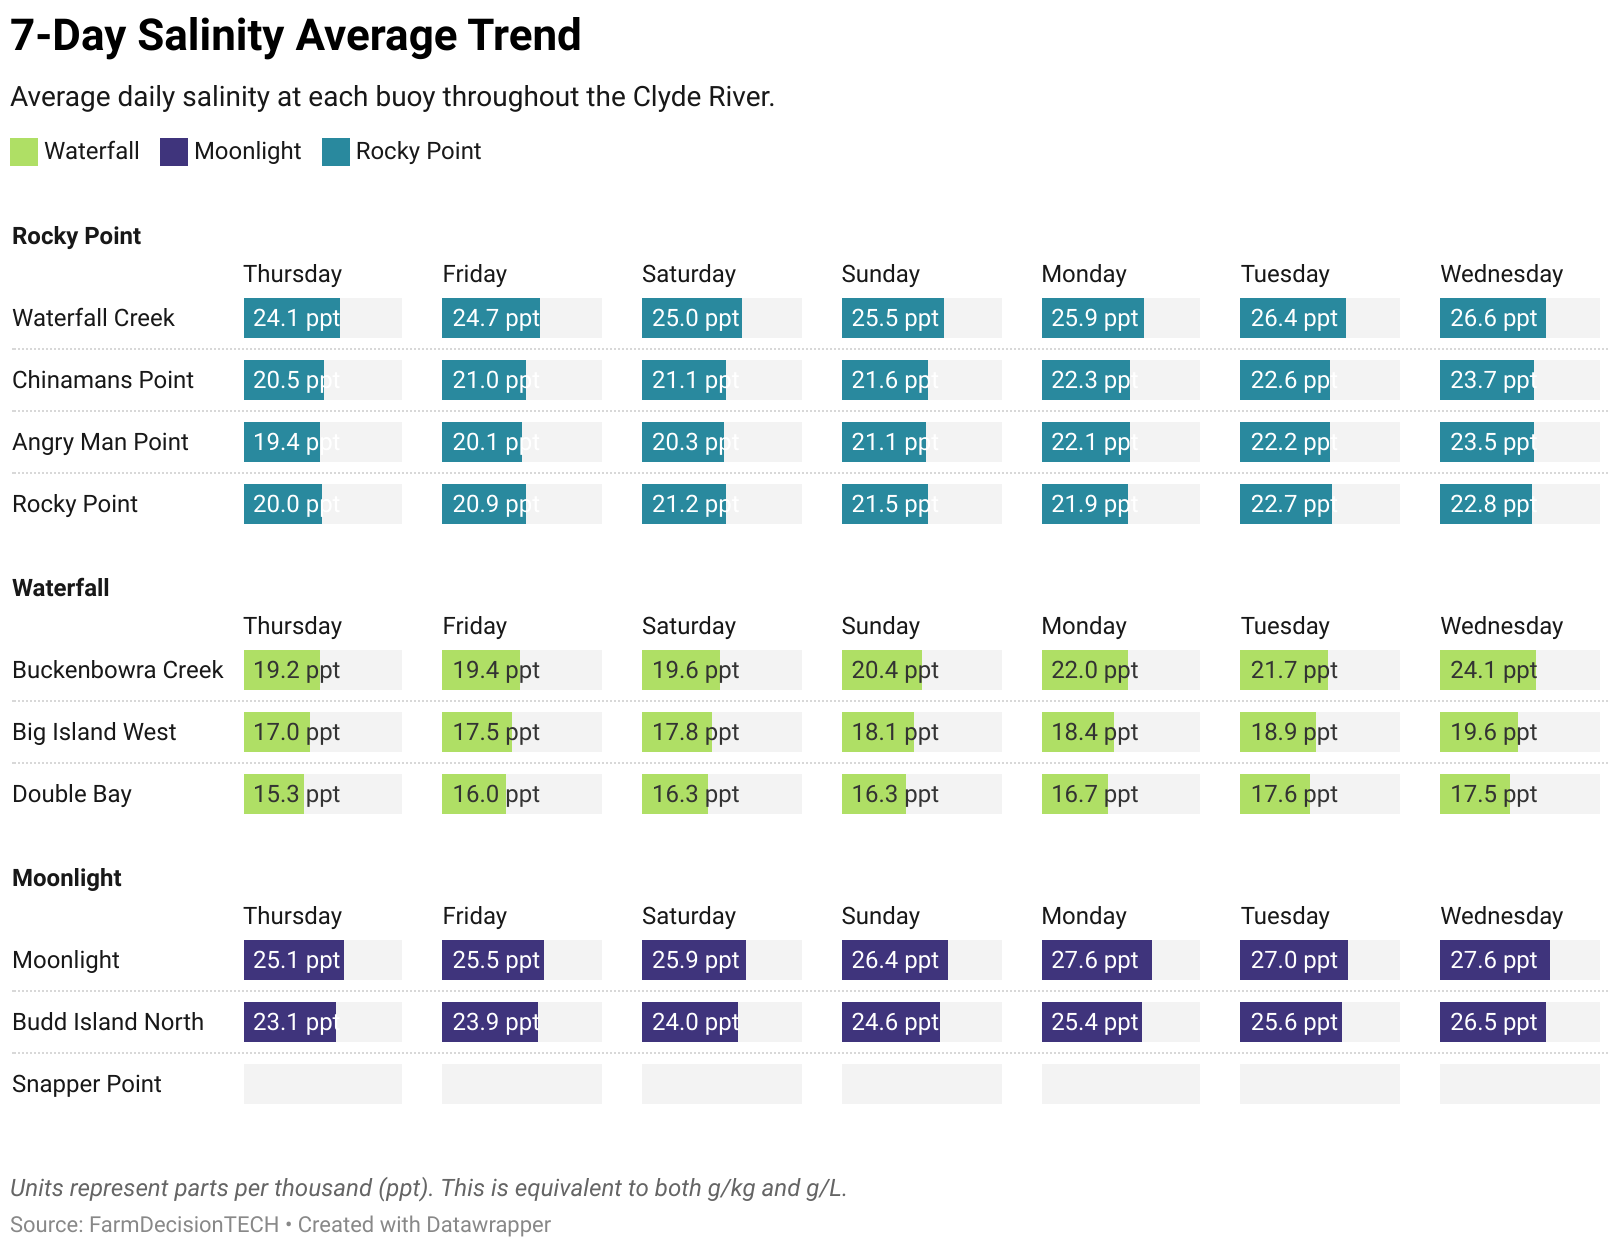 7-Day Salinity Average Trend
Average daily salinity at each buoy throughout the Clyde River.
Waterfall Moonlight Rocky Point
Rocky Point
Thursday Friday Saturday Sunday Monday Tuesday Wednesday
Waterfall Creek 24.1 ppt 24.7 ppt 25.0 ppt 25.5 ppt 25.9 ppt 26.4 ppt 26.6 ppt
Chinamans Point 20.5 ppt 21.0 ppt 21.1 ppt 21.6 ppt 22.3 ppt 22.6 ppt 23.7 ppt
Angry Man Point 19.4 ppt 20.1 ppt 20.3 ppt 21.1 ppt 22.1 ppt 22.2 ppt 23.5 ppt
Rocky Point 20.0 ppt 20.9 ppt 21.2 ppt 21.5 ppt 21.9 ppt 22.7 ppt 22.8 ppt
Waterfall
Thursday Friday Saturday Sunday Monday Tuesday Wednesday
Buckenbowra Creek 19.2 ppt 19.4 ppt 19.6 ppt 20.4 ppt 22.0 ppt 21.7 ppt 24.1 ppt
Big Island West 17.0 ppt 17.5 ppt 17.8 ppt 18.1 ppt 18.4 ppt 18.9 ppt 19.6 ppt
Double Bay 15.3 ppt 16.0 ppt 16.3 ppt 16.3 ppt 16.7 ppt 17.6 ppt 17.5 ppt
Moonlight
Thursday Friday Saturday Sunday Monday Tuesday Wednesday
Moonlight 25.1 ppt 25.5 ppt 25.9 ppt 26.4 ppt 27.6 ppt 27.0 ppt 27.6 ppt
Budd Island North 23.1 ppt 23.9 ppt 24.0 ppt 24.6 ppt 25.4 ppt 25.6 ppt 26.5 ppt
Snapper Point
Units represent parts per thousand (ppt). This is equivalent to both g/kg and g/L.
Source: FarmDecisionTECH • Created with Datawrapper